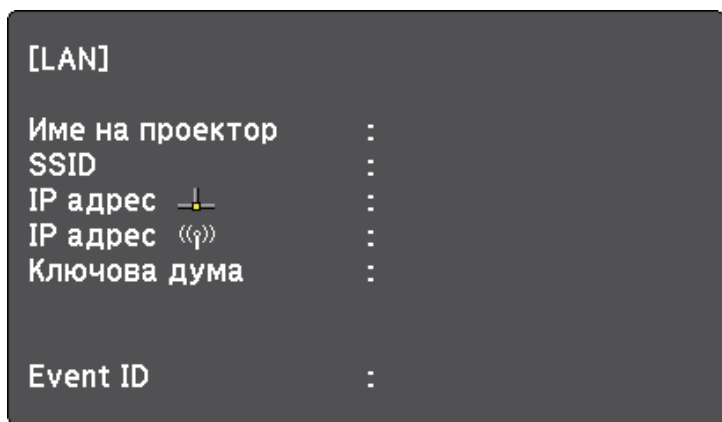 [LAN]
Име на проектор :
SSID :
IP адрес :
IP адрес :
Ключова дума :
Event ID :